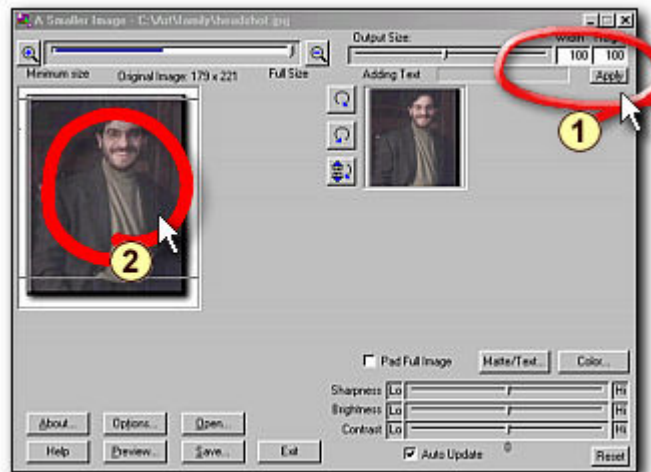 A Smaller Image - C:\Art\family\headshot.jpg
Output Size:
Width
100 100
Minimum size Original Image: 179 x 221 Full Size
Adding Text
Apply
1
2
Pad Full Image Matte/Text... Color...
Sharpness Lo Hi
Brightness Lo Hi
Contrast Lo Hi
0
About... Options... Open...
Help Preview... Save... Exit
Auto Update
Reset